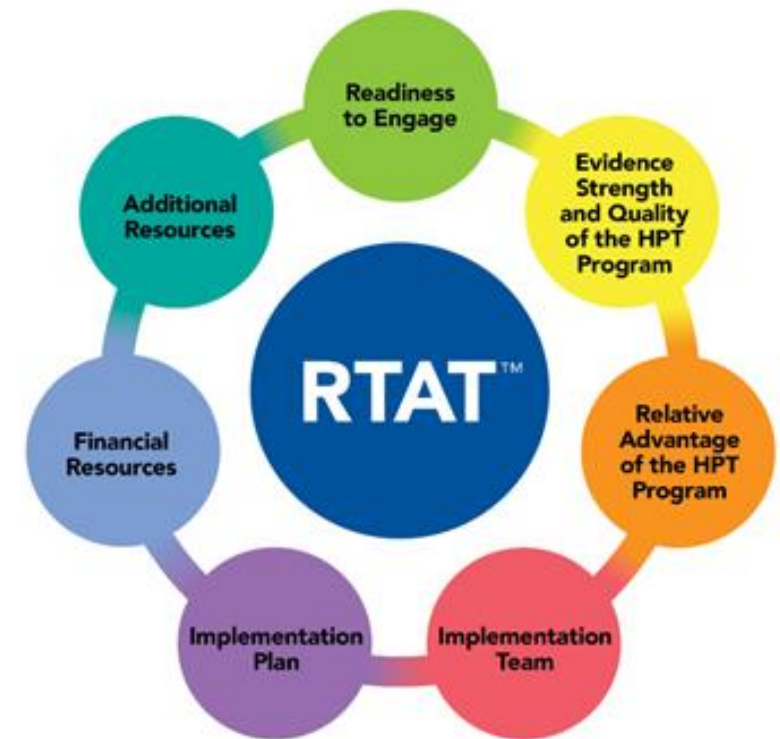 Readiness
to Engage
Evidence
Strength
and Quality
of the HPT
Program
Relative
Advantage
of the HPT
Program
Implementation
Team
Implementation
Plan
Financial
Resources
Additional
Resources
RTAT™